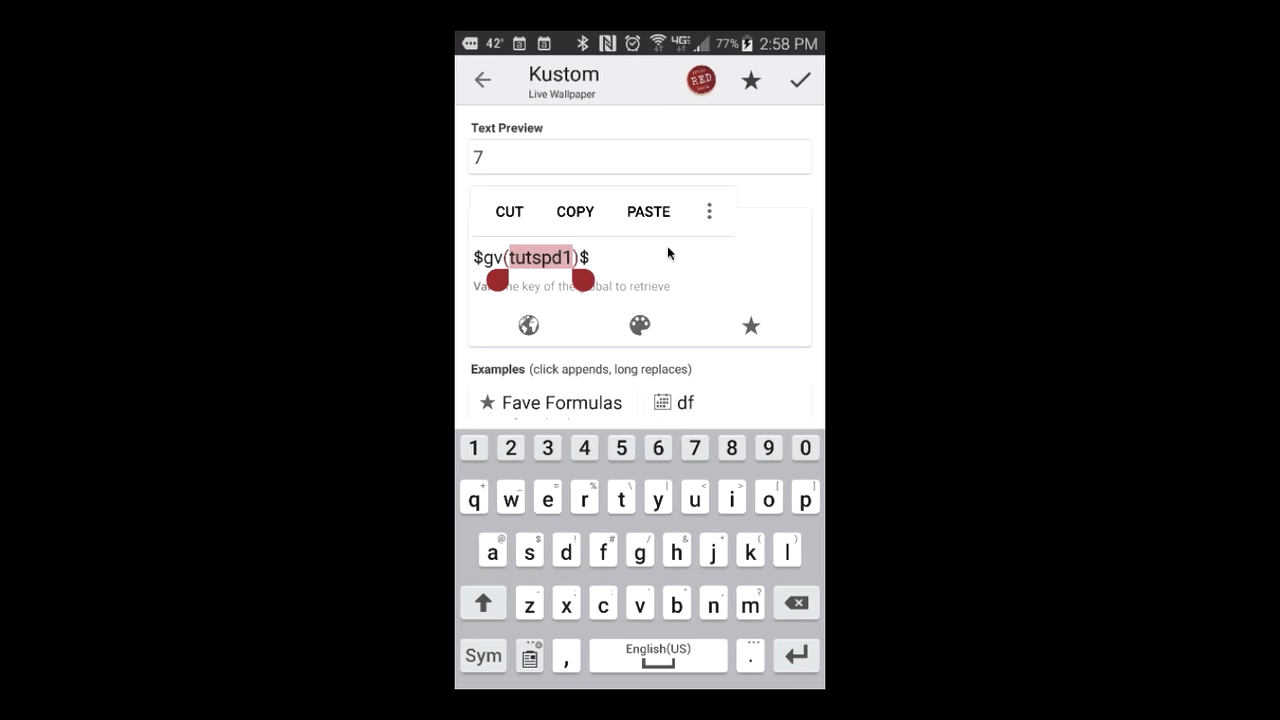 42° 4G 77% 2:58 PM
Kustom
Live Wallpaper
RED
Text Preview
7
CUT COPY PASTE
$gv(tutspd1)$
key of the global to retrieve
Examples (click appends, long replaces)
Fave Formulas df
1 2 3 4 5 6 7 8 9 0
+ _ = % \ | < > [ ]
q w e r t y u i o p
@ $ ! # / & * ( )
a s d f g h j k l
- ' : ; " , ?
z x c v b n m
Sym , English(US) .